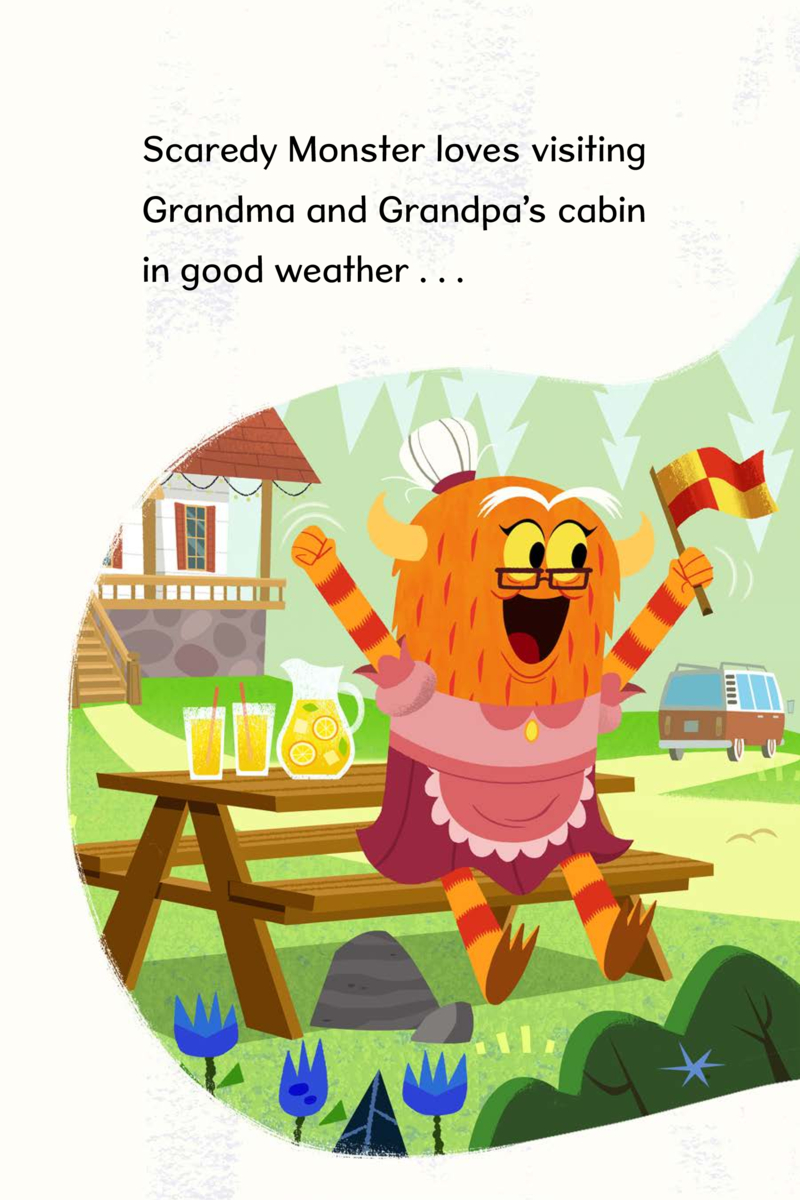 Scaredy Monster loves visiting
Grandma and Grandpa’s cabin
in good weather . . .